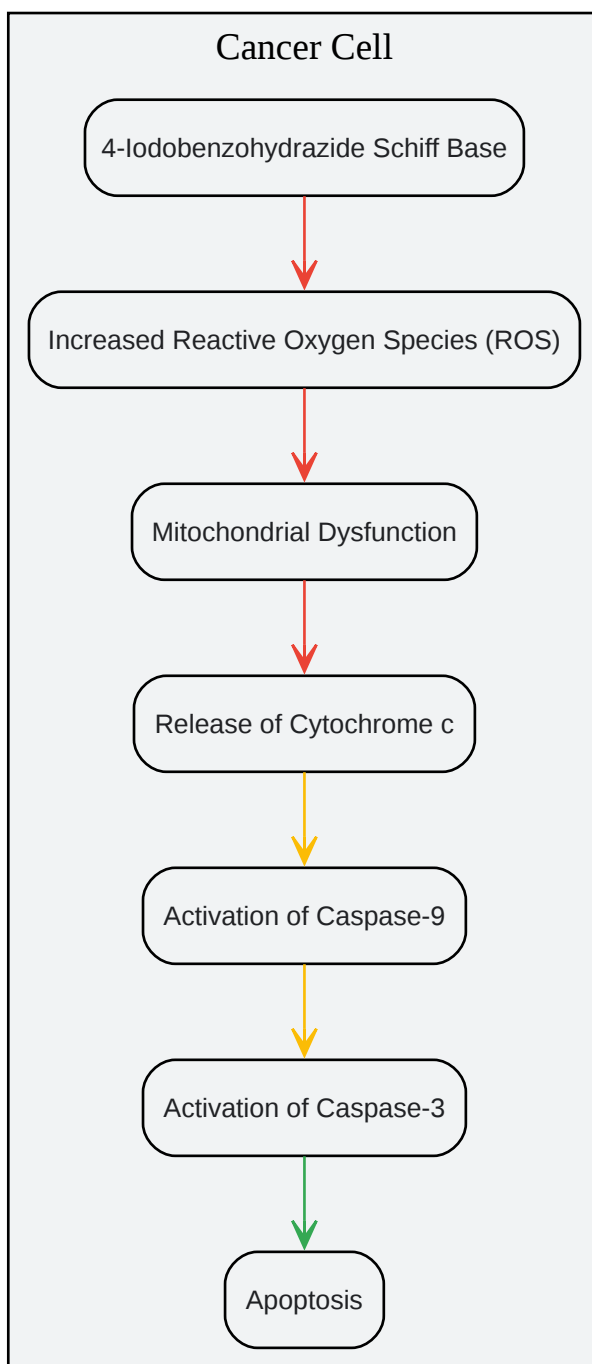 Cancer Cell
4-Iodobenzohydrazide Schiff Base
Increased Reactive Oxygen Species (ROS)
Mitochondrial Dysfunction
Release of Cytochrome c
Activation of Caspase-9
Activation of Caspase-3
Apoptosis